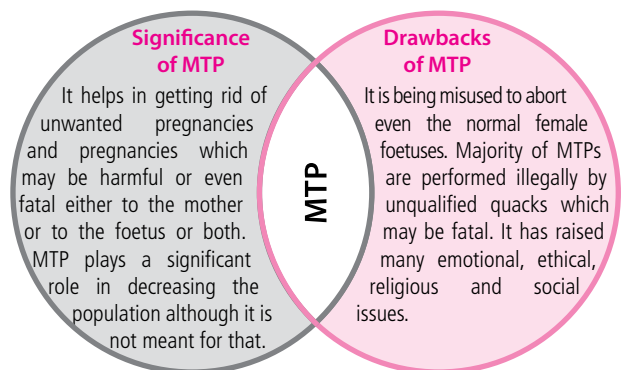 Significance
of MTP
It helps in getting rid of
unwanted pregnancies
and pregnancies which
may be harmful or even
fatal either to the mother
or to the foetus or both.
MTP plays a significant
role in decreasing the
population although it is
not meant for that.
MTP
Drawbacks
of MTP
It is being misused to abort
even the normal female
foetuses. Majority of MTPs
are performed illegally by
unqualified quacks which
may be fatal. It has raised
many emotional, ethical,
religious and social
issues.